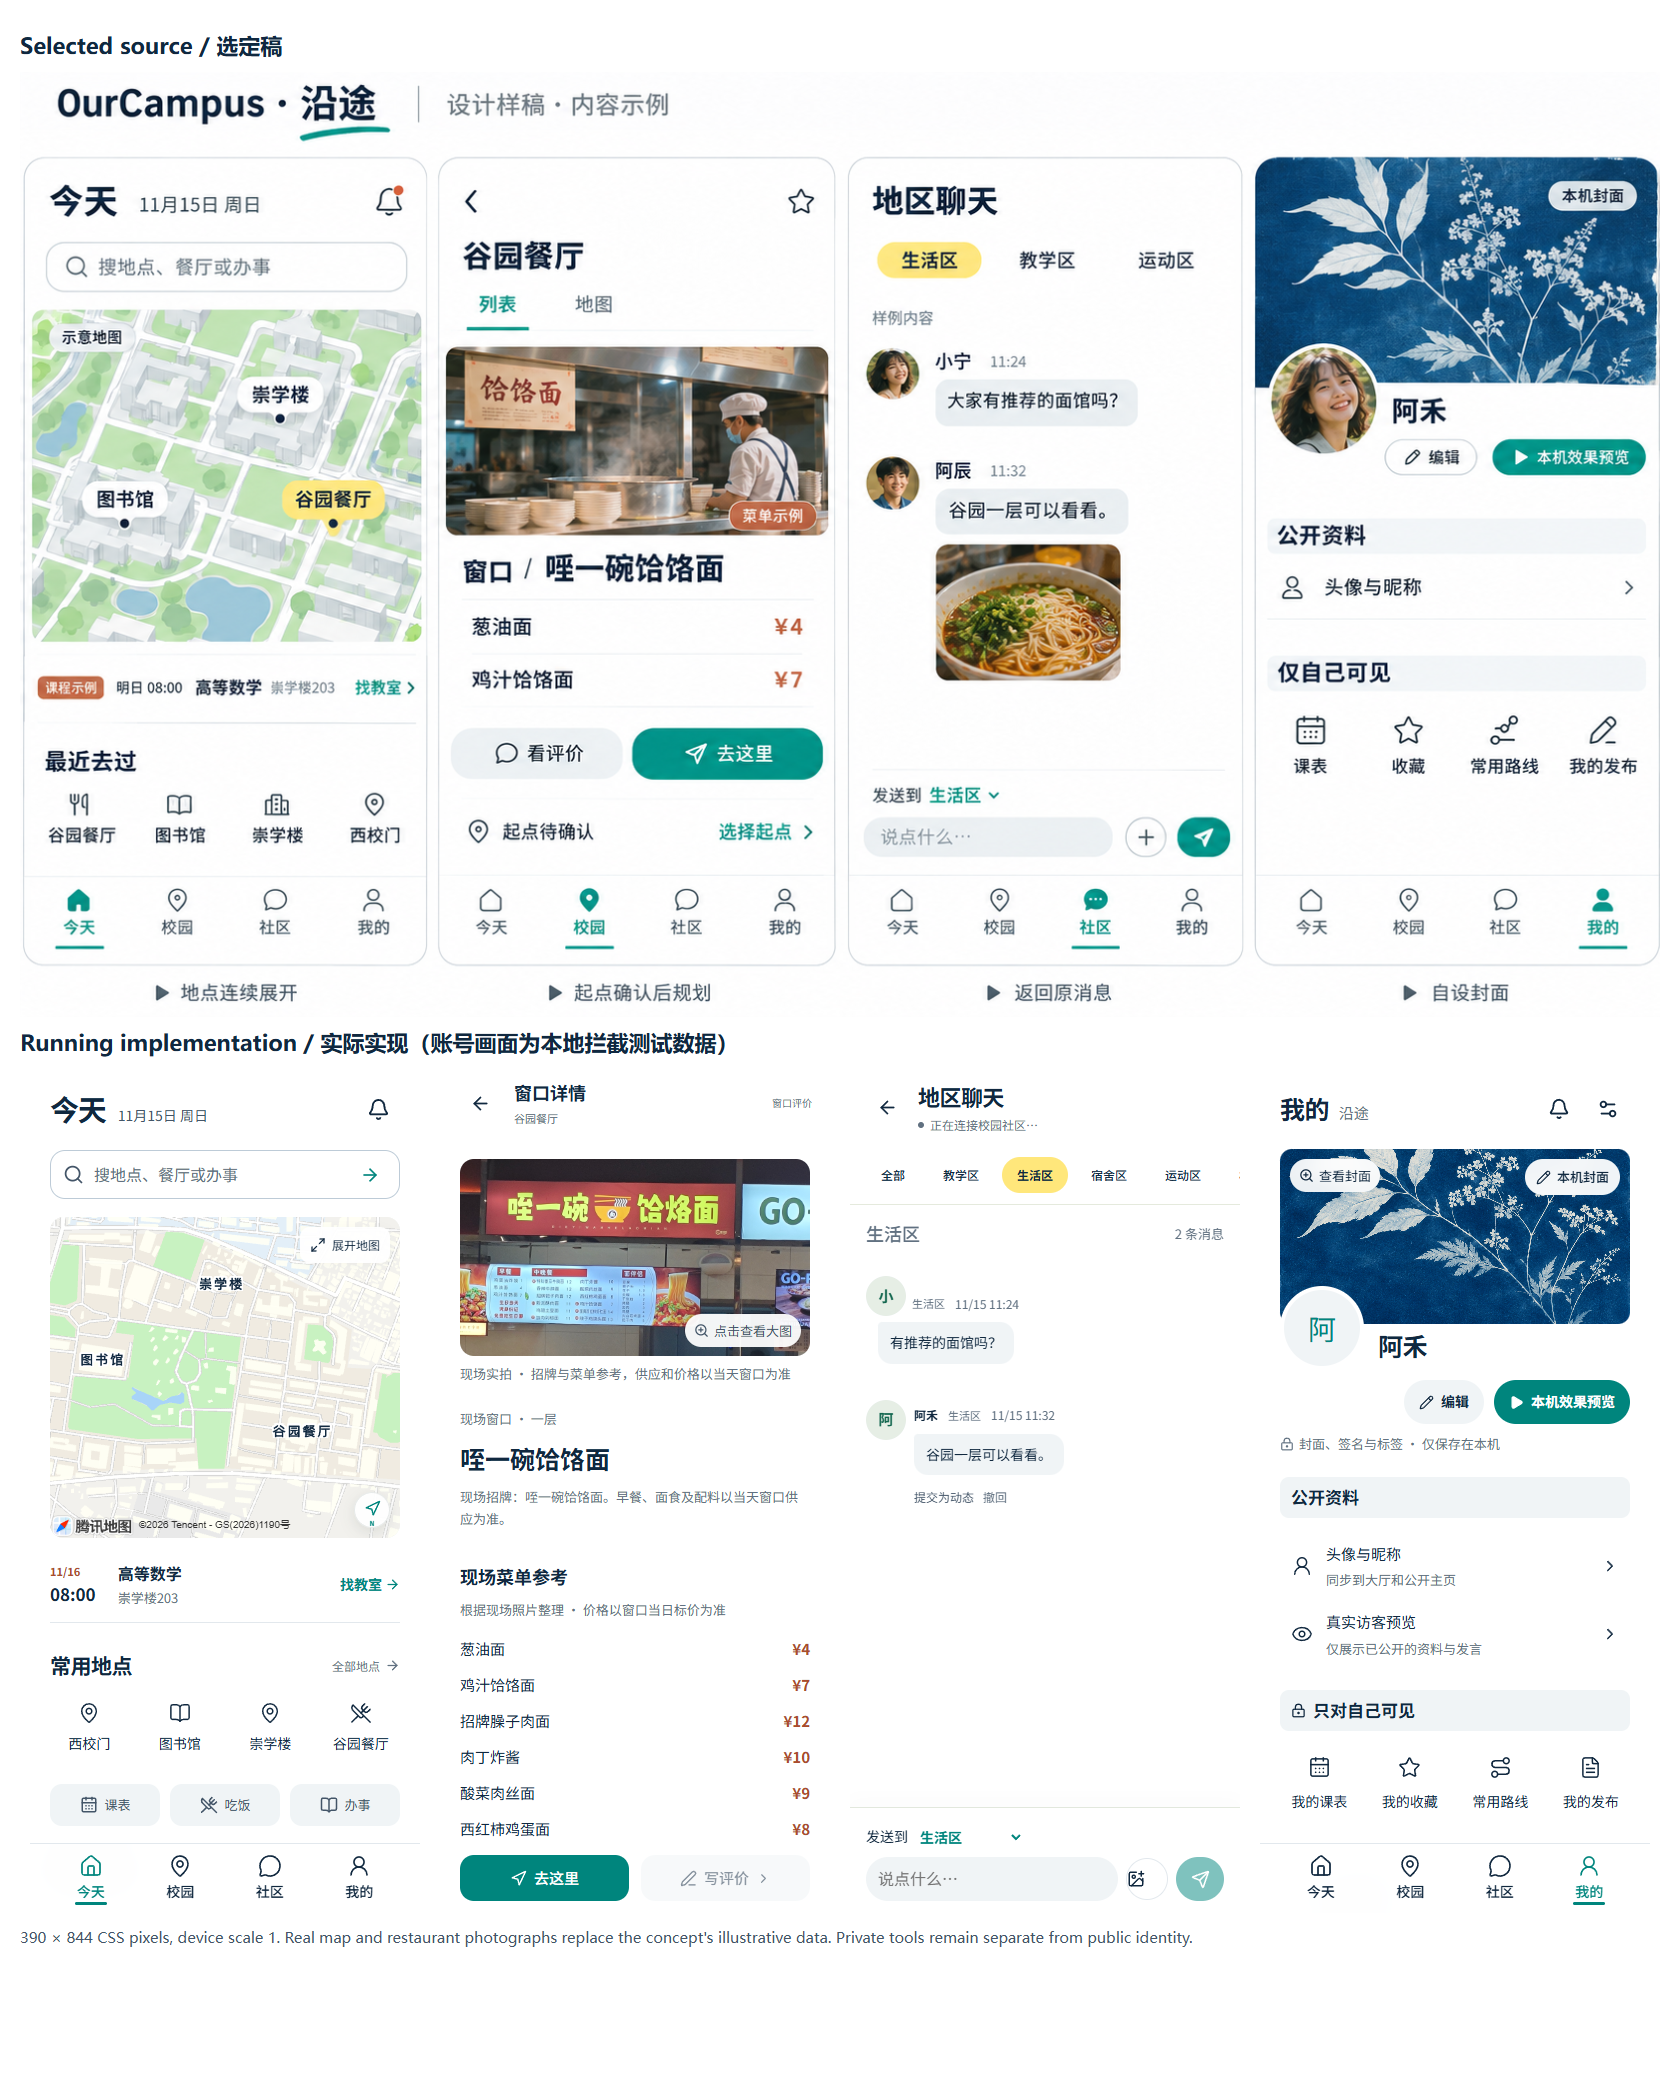 Selected source / 选定稿
OurCampus · 沿途
设计样稿·内容示例
今天 11月15日 周日
搜地点、餐厅或办事
示意地图
崇学楼
图书馆
谷园餐厅
课程示例 明日 08:00 高等数学 崇学楼203 找教室
最近去过
谷园餐厅 图书馆 崇学楼 西校门
今天 校园 社区 我的
地点连续展开
谷园餐厅
列表 地图
饸饹面
菜单示例
窗口 / 咥一碗饸饹面
葱油面 ¥4
鸡汁饸饹面 ¥7
看评价 去这里
起点待确认 选择起点
今天 校园 社区 我的
起点确认后规划
地区聊天
生活区 教学区 运动区
样例内容
小宁 11:24
大家有推荐的面馆吗?
阿辰 11:32
谷园一层可以看看。
发送到 生活区
说点什么…
今天 校园 社区 我的
返回原消息
本机封面
阿禾
编辑 本机效果预览
公开资料
头像与昵称
仅自己可见
课表 收藏 常用路线 我的发布
今天 校园 社区 我的
自设封面
Running implementation / 实际实现（账号画面为本地拦截测试数据）
今天 11月15日 周日
搜地点、餐厅或办事
展开地图
崇学楼
图书馆
谷园餐厅
N
腾讯地图 ©2026 Tencent - GS(2026)1190号
11/16
08:00
高等数学
崇学楼203
找教室
常用地点 全部地点
西校门 图书馆 崇学楼 谷园餐厅
课表 吃饭 办事
今天 校园 社区 我的
窗口详情
谷园餐厅
窗口评价
咥一碗 饸烙面
GO-
早餐 中晚餐
点击查看大图
现场实拍 · 招牌与菜单参考，供应和价格以当天窗口为准
现场窗口 · 一层
咥一碗饸饹面
现场招牌：咥一碗饸饹面。早餐、面食及配料以当天窗口供
应为准。
现场菜单参考
根据现场照片整理 · 价格以窗口当日标价为准
葱油面 ¥4
鸡汁饸饹面 ¥7
招牌臊子肉面 ¥12
肉丁炸酱 ¥10
酸菜肉丝面 ¥9
西红柿鸡蛋面 ¥8
去这里 写评价
地区聊天
正在连接校园社区…
全部 教学区 生活区 宿舍区 运动区
生活区 2 条消息
小 生活区 11/15 11:24
有推荐的面馆吗?
阿 阿禾 生活区 11/15 11:32
谷园一层可以看看。
提交为动态 撤回
发送到 生活区
说点什么…
我的 沿途
查看封面 本机封面
阿
阿禾
编辑 本机效果预览
封面、签名与标签 · 仅保存在本机
公开资料
头像与昵称
同步到大厅和公开主页
真实访客预览
仅展示已公开的资料与发言
只对自己可见
我的课表 我的收藏 常用路线 我的发布
今天 校园 社区 我的
390 × 844 CSS pixels, device scale 1. Real map and restaurant photographs replace the concept's illustrative data. Private tools remain separate from public identity.